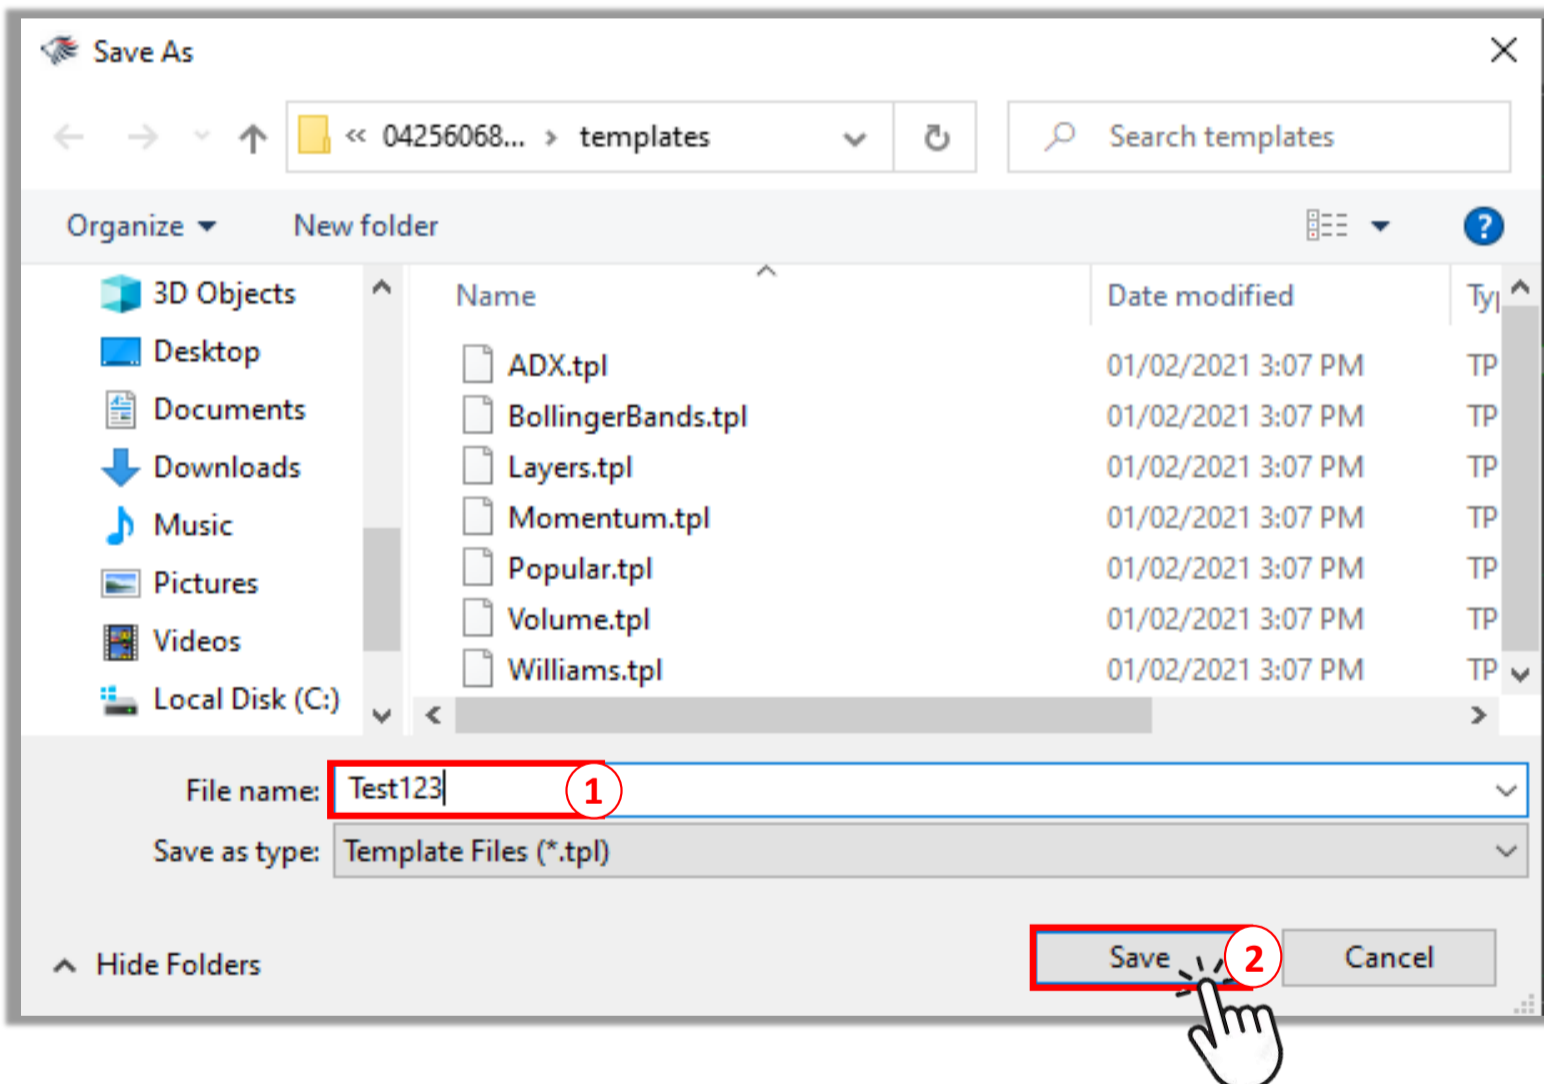 Save As
« 04256068... › templates
Search templates
Organize
New folder
?
3D Objects
Desktop
Documents
Downloads
Music
Pictures
Videos
Local Disk (C:)
Name Date modified
ADX.tpl 01/02/2021 3:07 PM TP
BollingerBands.tpl 01/02/2021 3:07 PM TP
Layers.tpl 01/02/2021 3:07 PM TP
Momentum.tpl 01/02/2021 3:07 PM TP
Popular.tpl 01/02/2021 3:07 PM TP
Volume.tpl 01/02/2021 3:07 PM TP
Williams.tpl 01/02/2021 3:07 PM TP
File name: Test123 1
Save as type: Template Files (*.tpl)
Hide Folders
Save 2 Cancel